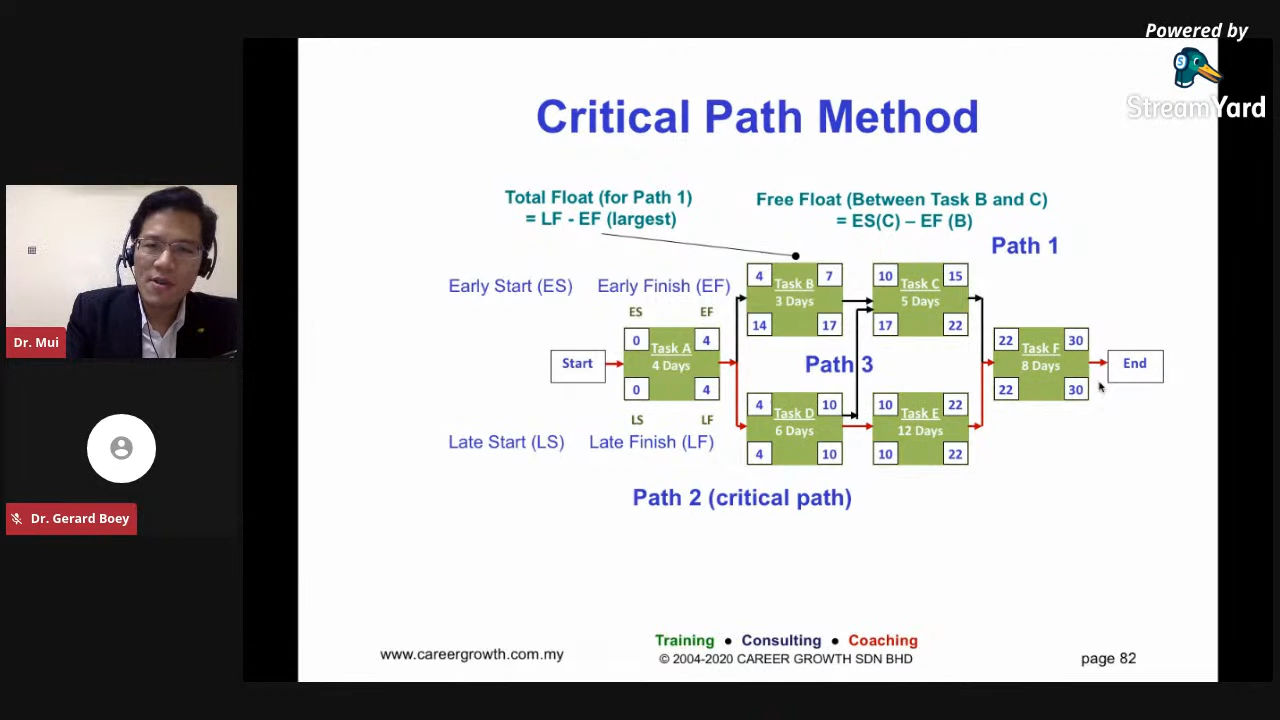 Powered by
StreamYard
Critical Path Method
Total Float (for Path 1)
= LF - EF (largest)
Free Float (Between Task B and C)
= ES(C) – EF (B)
Path 1
Early Start (ES)
Early Finish (EF)
ES
EF
4
7
Task B
3 Days
14
17
10
15
Task C
5 Days
17
22
Start
0
4
Task A
4 Days
0
4
Path 3
22
30
Task F
8 Days
22
30
End
LS
LF
Late Start (LS)
Late Finish (LF)
4
10
Task D
6 Days
4
10
10
22
Task E
12 Days
10
22
Path 2 (critical path)
Dr. Mui
Dr. Gerard Boey
www.careergrowth.com.my
Training ● Consulting ● Coaching
© 2004-2020 CAREER GROWTH SDN BHD
page 82